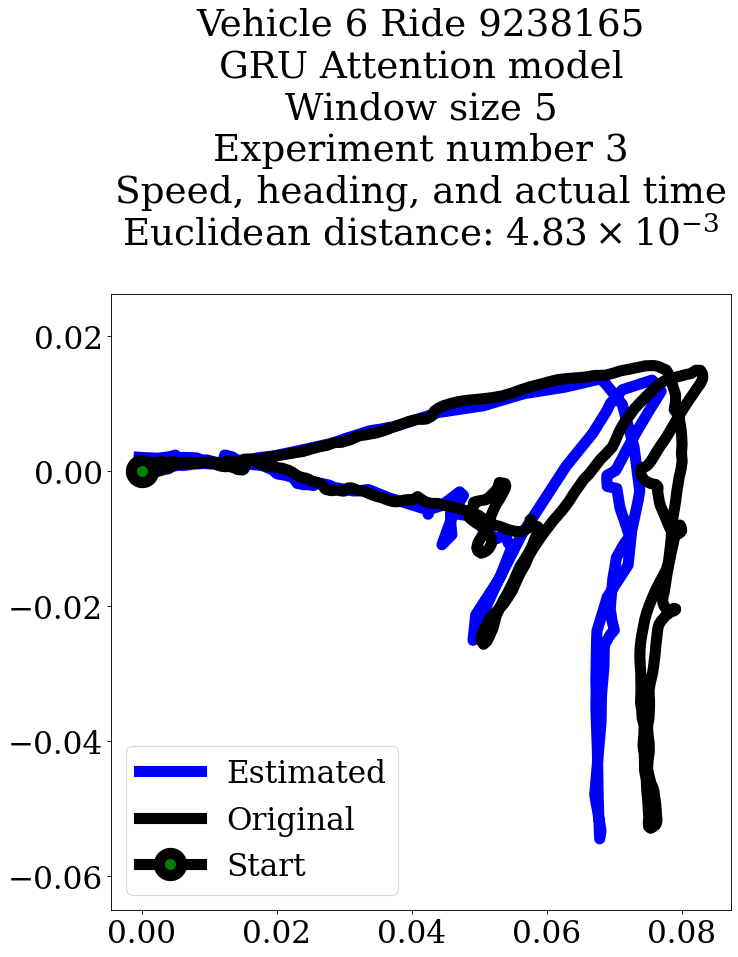 Vehicle 6 Ride 9238165
GRU Attention model
Window size 5
Experiment number 3
Speed, heading, and actual time
Euclidean distance: 4.83 × 10⁻³
0.02
0.00
−0.02
−0.04
−0.06
Estimated
Original
Start
0.00 0.02 0.04 0.06 0.08